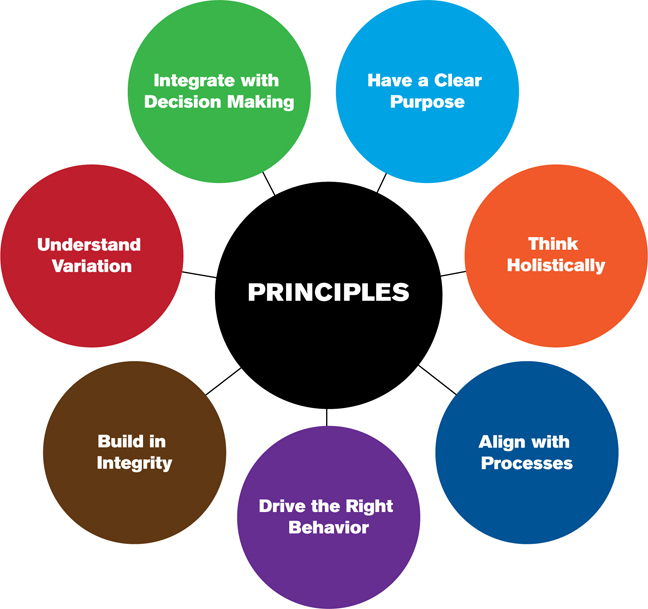 Integrate with
Decision Making
Have a Clear
Purpose
Understand
Variation
PRINCIPLES
Think
Holistically
Build in
Integrity
Align with
Processes
Drive the Right
Behavior